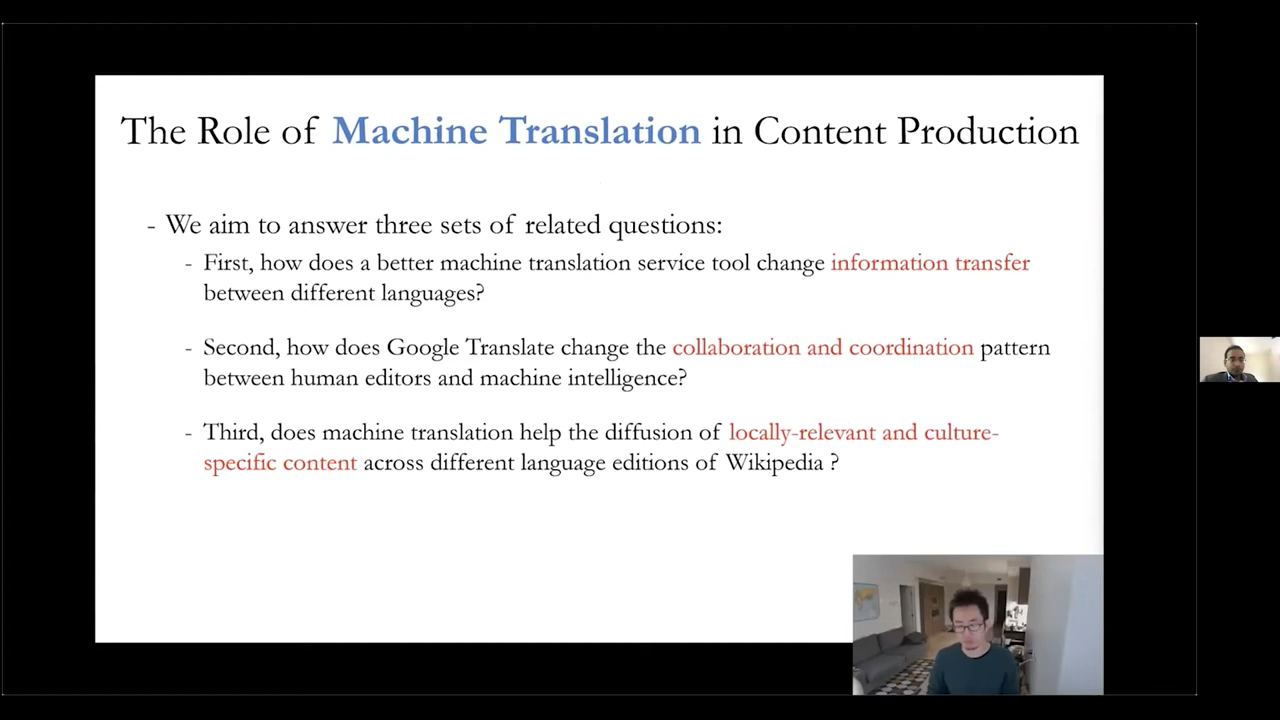 The Role of Machine Translation in Content Production
- We aim to answer three sets of related questions:
- First, how does a better machine translation service tool change information transfer
between different languages?
- Second, how does Google Translate change the collaboration and coordination pattern
between human editors and machine intelligence?
- Third, does machine translation help the diffusion of locally-relevant and culture-
specific content across different language editions of Wikipedia ?